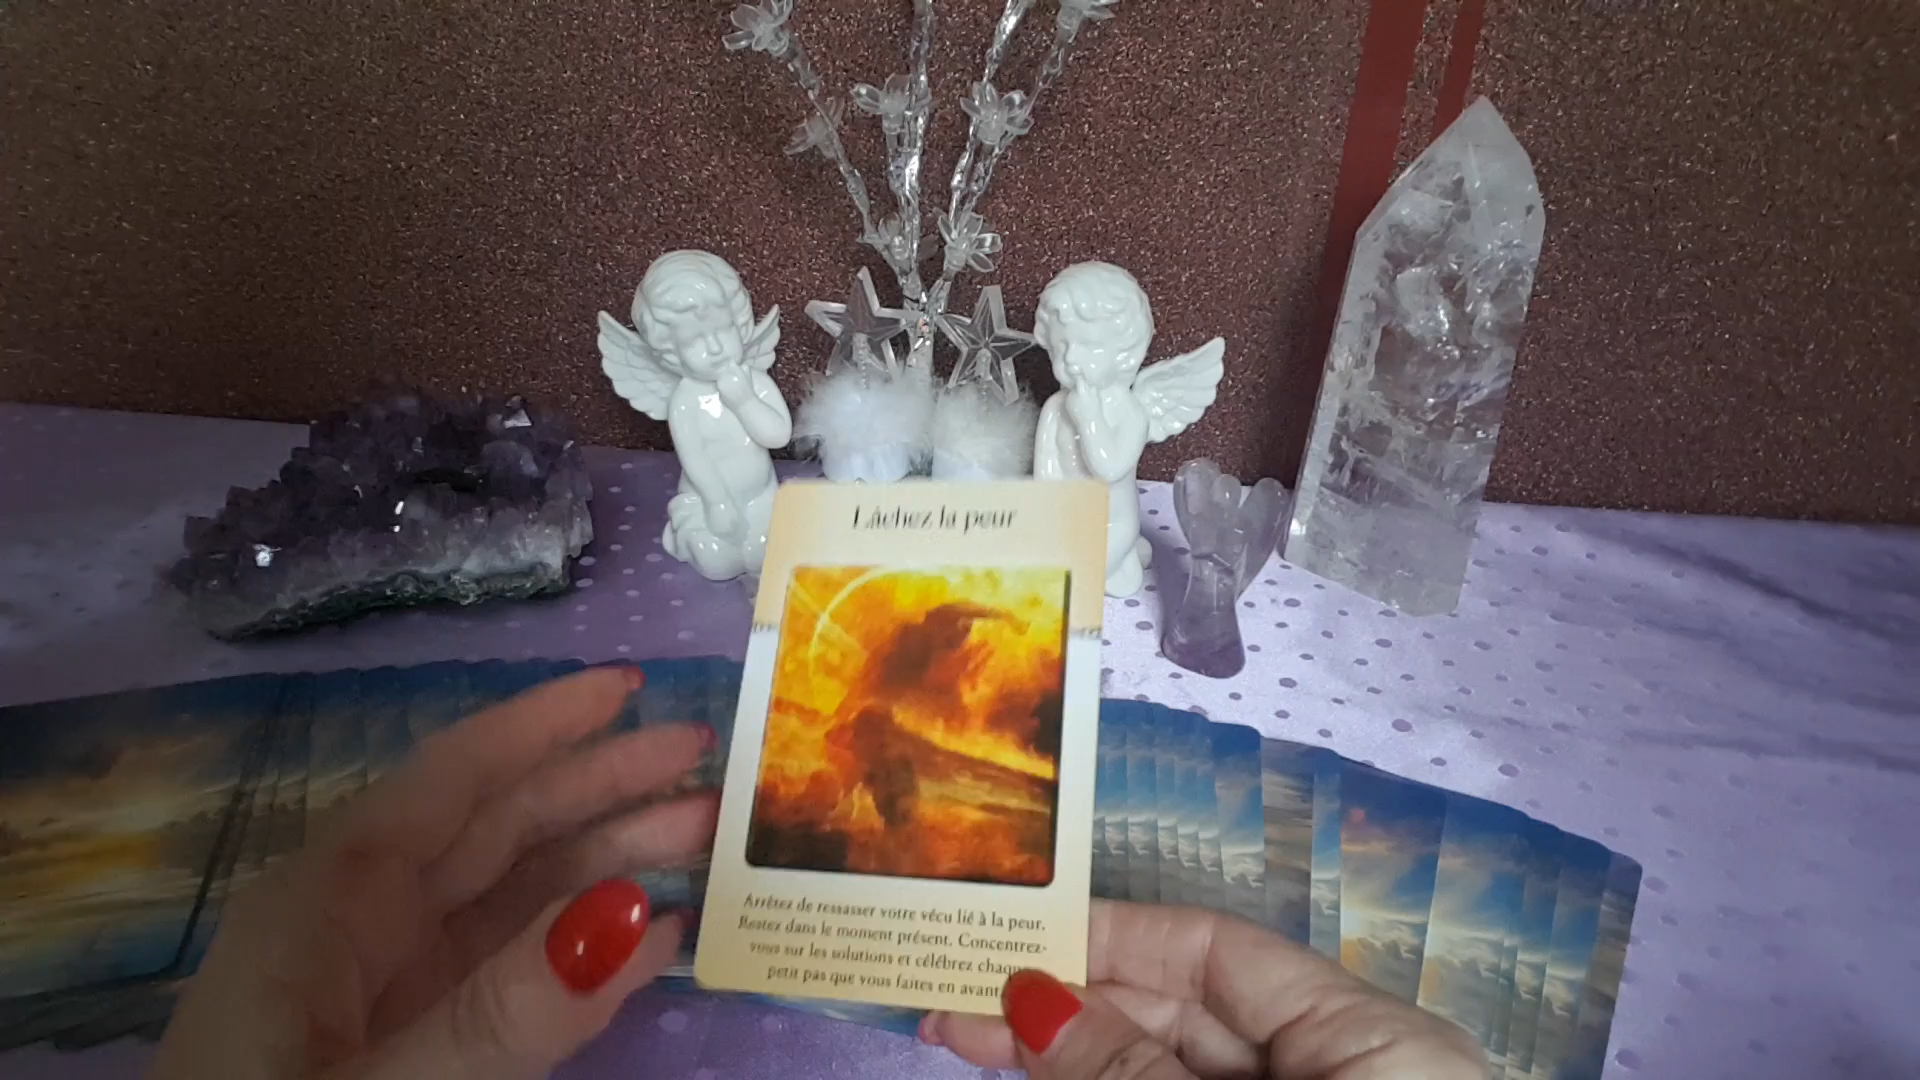 Lâchez la peur
Arrêtez de ressasser votre vécu lié à la peur.
Restez dans le moment présent. Concentrez-
vous sur les solutions et célébrez chaque
petit pas que vous faites en avant